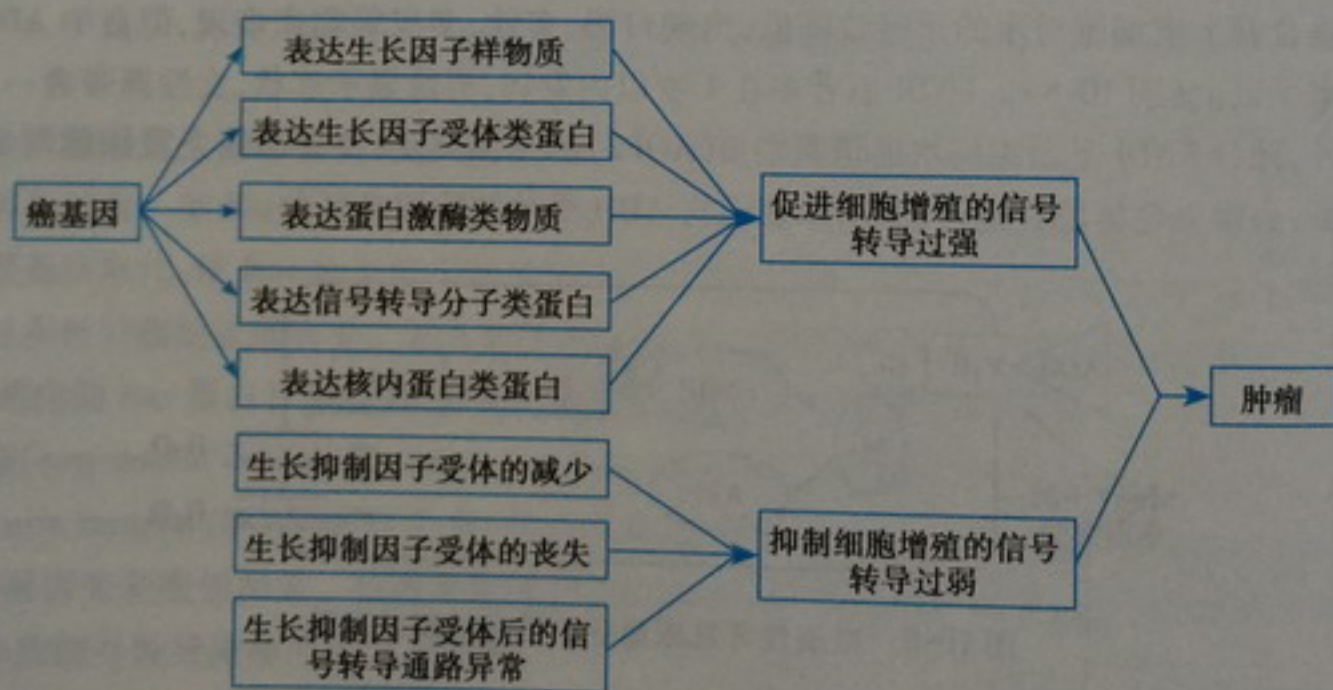 表达生长因子样物质
表达生长因子受体类蛋白
癌基因
表达蛋白激酶类物质
促进细胞增殖的信号
转导过强
表达信号转导分子类蛋白
表达核内蛋白类蛋白
肿瘤
生长抑制因子受体的减少
生长抑制因子受体的丧失
抑制细胞增殖的信号
转导过弱
生长抑制因子受体后的信
号转导通路异常